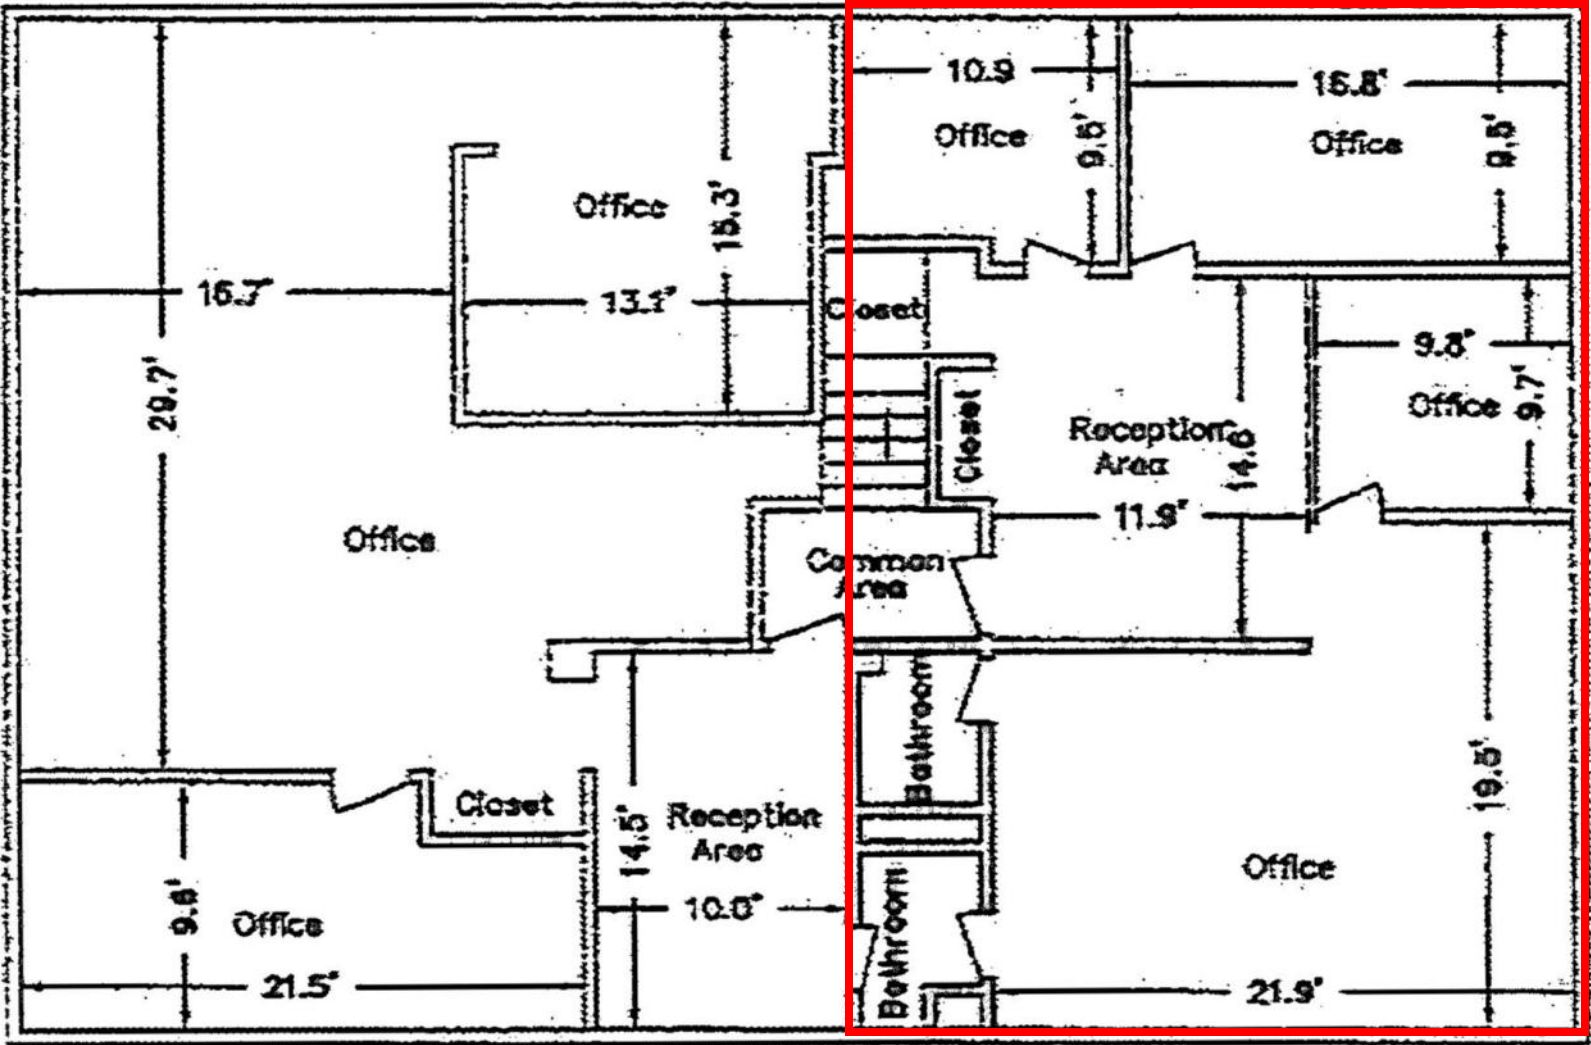 10.9
16.8'
Office
9.5'
Office
9.5'
Office
15.3'
16.7'
13.1'
Closet
9.8'
29.7'
Closet
Reception
Area
14.6
Office
9.7'
11.9'
Office
Common
Area
Bathroom
19.5'
Closet
14.5'
Reception
Area
Office
9.8'
Office
10.0'
Bathroom
21.5'
21.9'